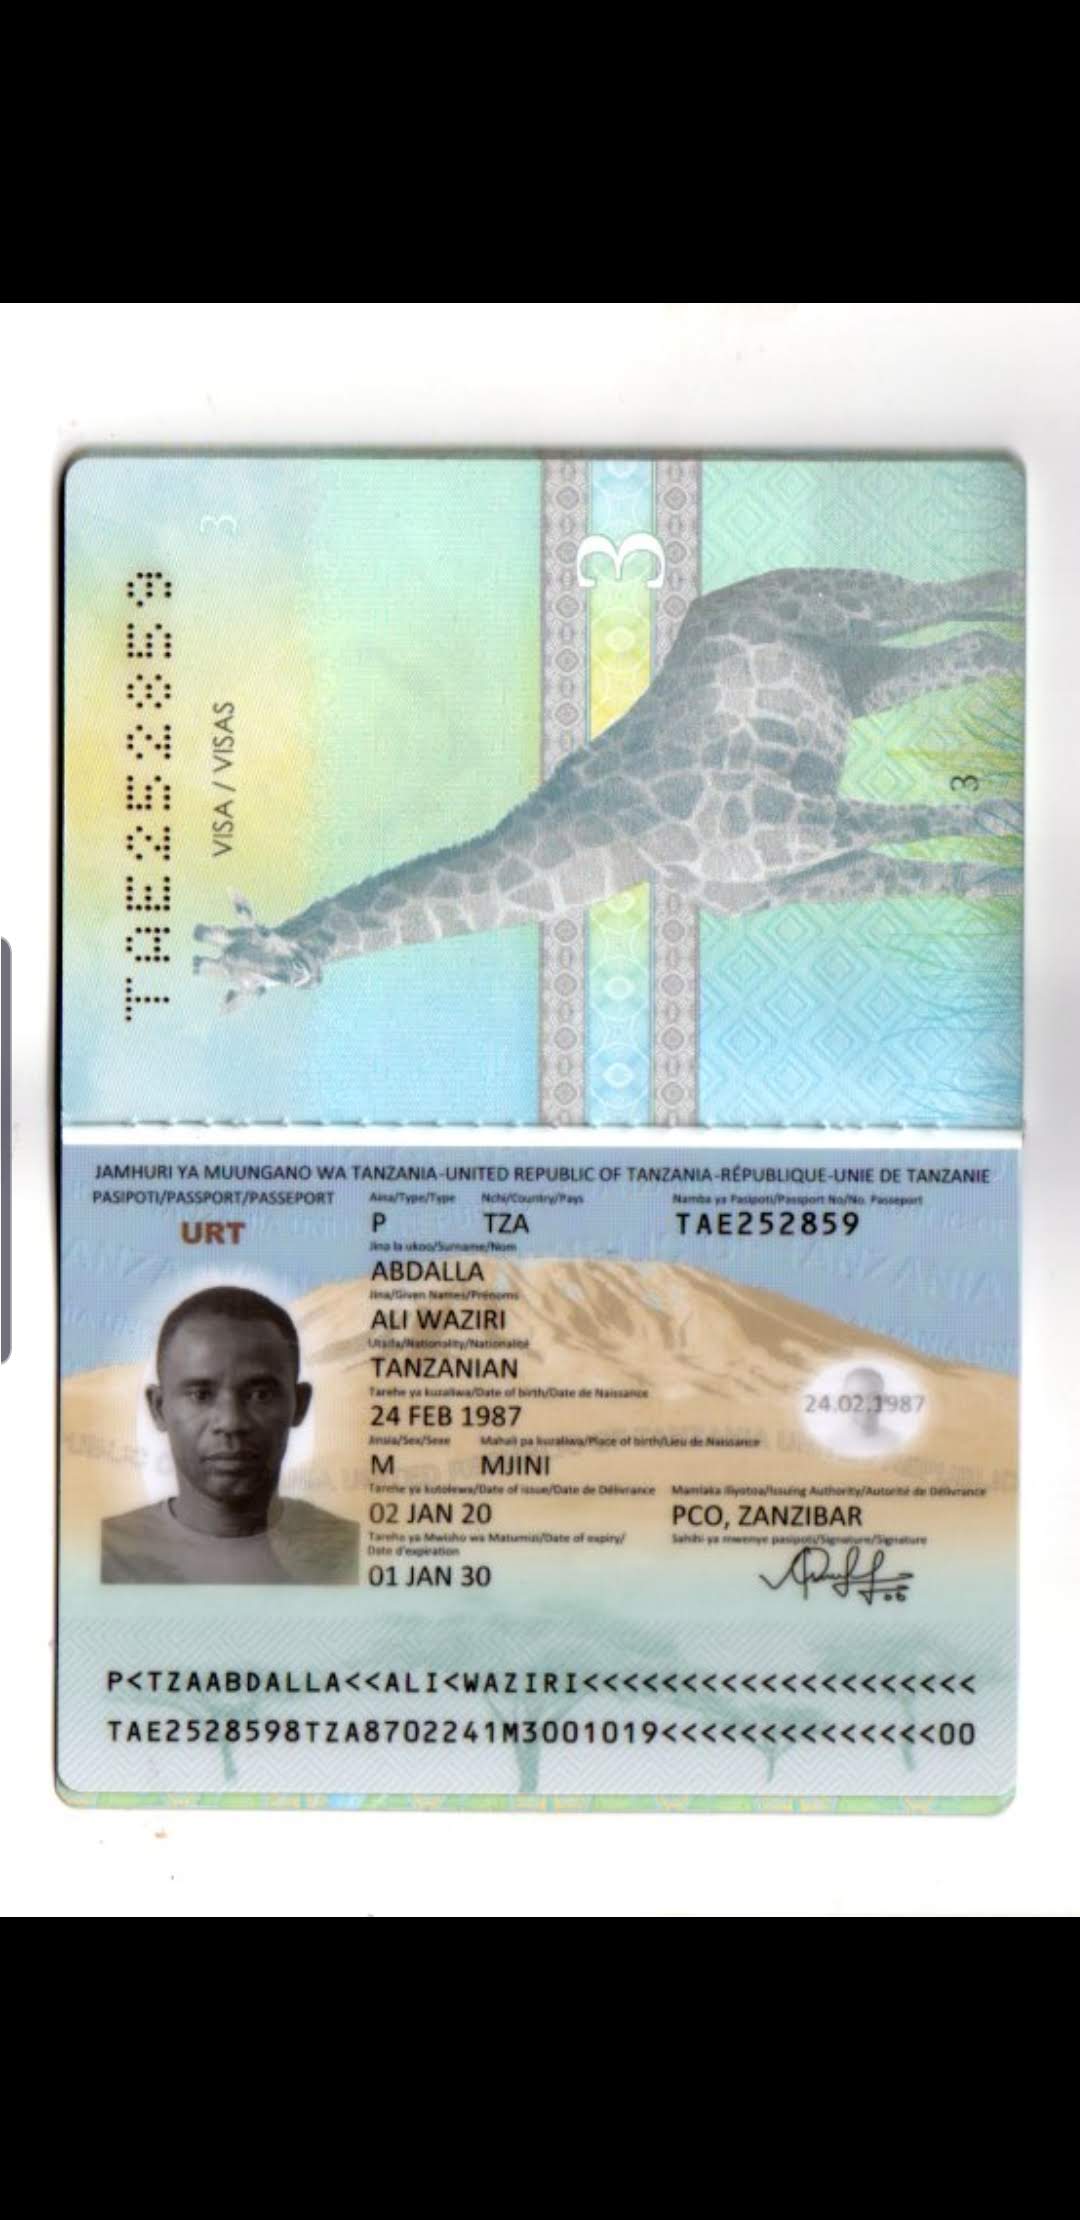 TAE252859
3
VISA / VISAS
3
3
JAMHURI YA MUUNGANO WA TANZANIA-UNITED REPUBLIC OF TANZANIA-RÉPUBLIQUE-UNIE DE TANZANIE
PASIPOTI/PASSPORT/PASSEPORT
Aina/Type/Type Nchi/Country/Pays Namba ya Pasipoti/Passport No/No. Passeport
URT
P TZA TAE252859
Jina la ukoo/Surname/Nom
ABDALLA
Jina/Given Names/Prénoms
ALI WAZIRI
Utaifa/Nationality/Nationalité
TANZANIAN
Tarehe ya kuzaliwa/Date of birth/Date de Naissance
24 FEB 1987
24.02.1987
Jinsia/Sex/Sexe Mahali pa kuzaliwa/Place of birth/Lieu de Naissance
M MJINI
Tarehe ya kutolewa/Date of issue/Date de Délivrance Mamlaka iliyotoa/Issuing Authority/Autorité de Délivrance
02 JAN 20 PCO, ZANZIBAR
Tarehe ya Mwisho wa Matumizi/Date of expiry/ Sahihi ya mwenye pasipoti/Signature/Signature
Date d'expiration
01 JAN 30
P<TZAABDALLA<<ALI<WAZIRI<<<<<<<<<<<<<<<<<<<<
TAE2528598TZA8702241M3001019<<<<<<<<<<<<<<00